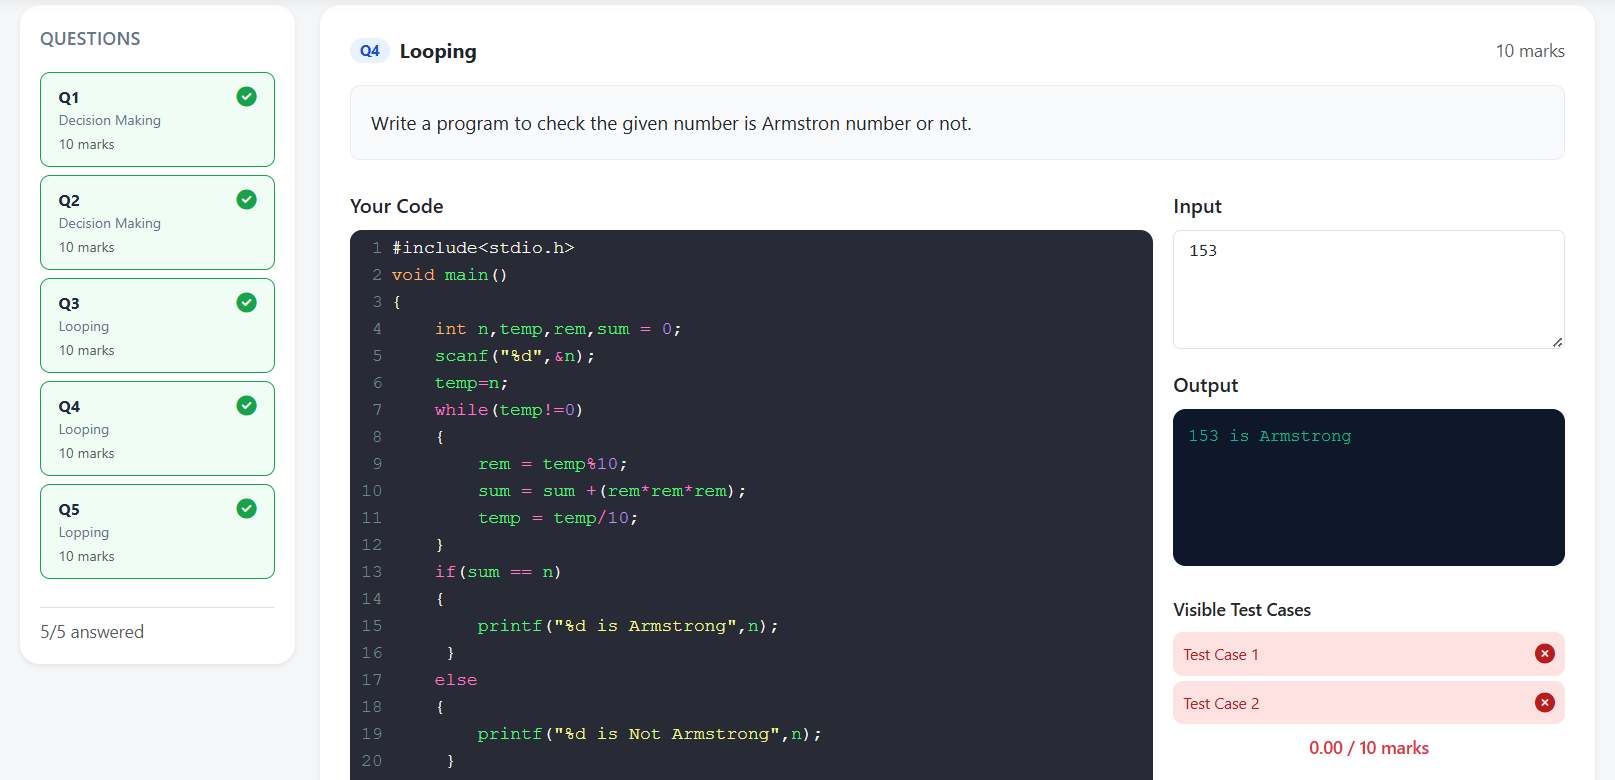 QUESTIONS
Q1
Decision Making
10 marks
Q2
Decision Making
10 marks
Q3
Looping
10 marks
Q4
Looping
10 marks
Q5
Lopping
10 marks
5/5 answered
Q4 Looping
10 marks
Write a program to check the given number is Armstron number or not.
Your Code
1 #include<stdio.h>
2 void main()
3 {
4     int n,temp,rem,sum = 0;
5     scanf("%d",&n);
6     temp=n;
7     while(temp!=0)
8     {
9         rem = temp%10;
10         sum = sum +(rem*rem*rem);
11         temp = temp/10;
12     }
13     if(sum == n)
14     {
15         printf("%d is Armstrong",n);
16      }
17     else
18     {
19         printf("%d is Not Armstrong",n);
20      }
Input
153
Output
153 is Armstrong
Visible Test Cases
Test Case 1
Test Case 2
0.00 / 10 marks